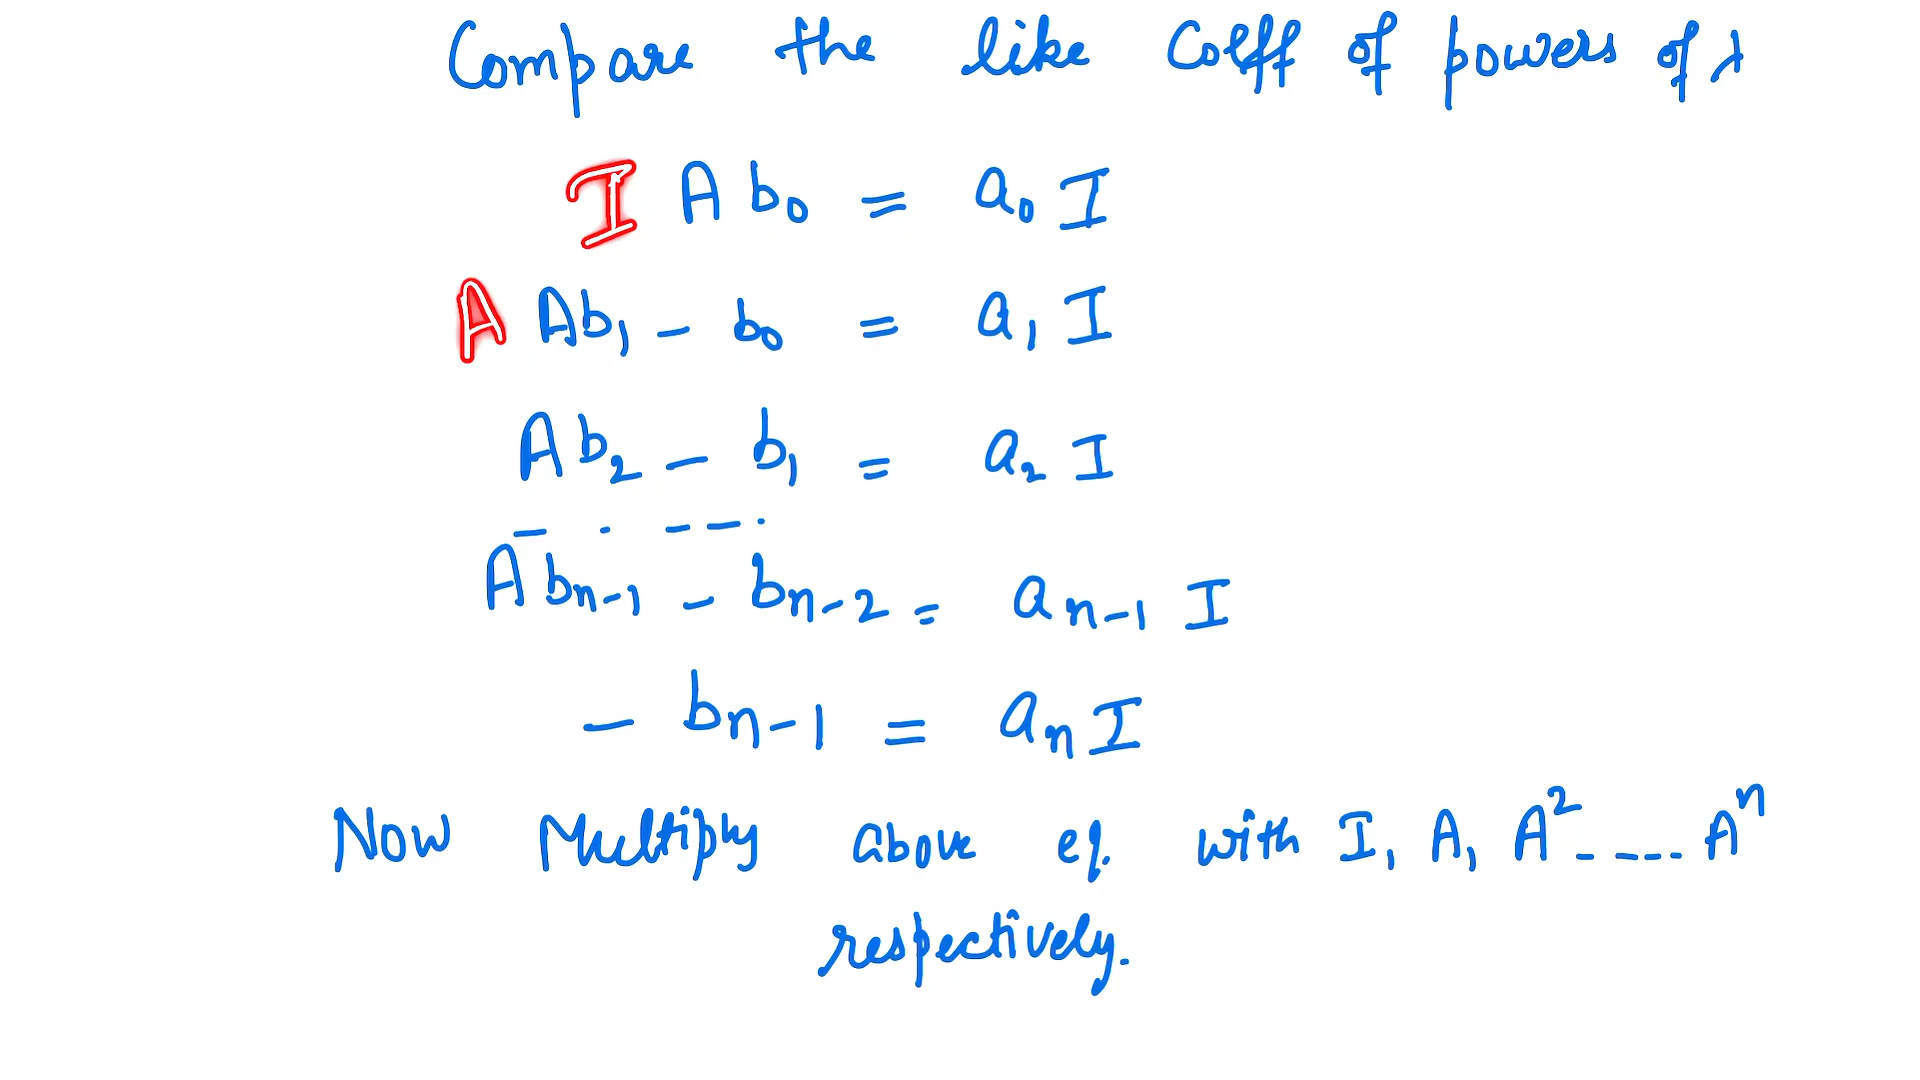 Compare the like Coeff of powers of λ
I A b₀ = a₀ I
A Ab₁ - b₀ = a₁ I
Ab₂ - b₁ = a₂ I
- . - - .
A bₙ₋₁ - bₙ₋₂ = aₙ₋₁ I
- bₙ₋₁ = aₙ I
Now Multiply above eq. with I, A, A² - ---- Aⁿ
respectively.